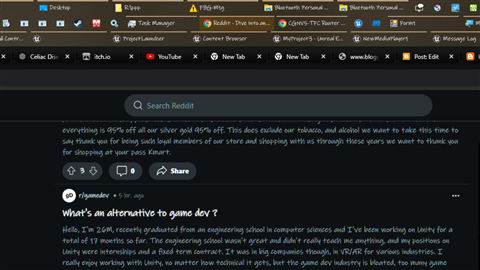 Desktop
Ripps
FBG-M16
Bluetooth Personal ...
Bluetooth Personal ...
Task Manager
Reddit - Dive into an...
CGNVS-TFC Router ...
Form1
d Contr...
ProjectLauncher
Content Browser
MyProject3 - Unreal E...
NewMediaPlayer1
Message Log
Celiac Dis
itch.io
YouTube
New Tab
New Tab
www.blog
Post: Edit
Search Reddit
everything is 95% off all our silver gold 95% off. This does exclude our tobacco, and alcohol we want to take this time to
say thank you for being such loyal members of our store and shopping with us through these years we want to thank you
for shopping at your pass Kmart.
3
0
Share
r/gamedev • 5 hr. ago
What's an alternative to game dev ?
Hello, I'm 26M, recently graduated from an engineering school in computer sciences and I've been working on Unity for a
total of 17 months so far. The engineering school wasn't great and didn't really teach me anything, and my positions on
Unity were internships and a fixed term contract. It was in big companies though, in VR/AR for various industries. I
really enjoy working with Unity, no matter how technical it gets, but the game dev industry is bloated, too many game